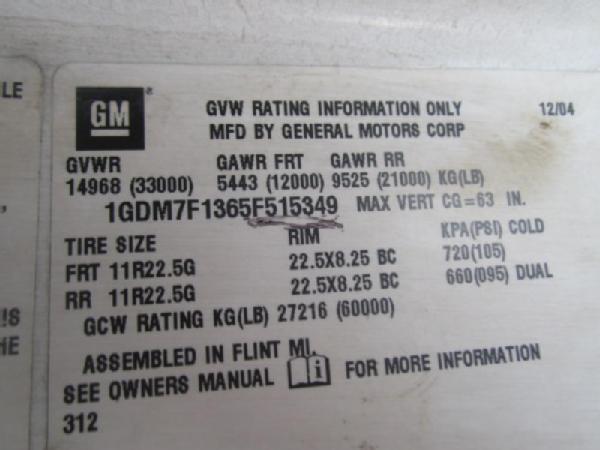 LE
GM
GVW RATING INFORMATION ONLY 12/04
MFD BY GENERAL MOTORS CORP
GVWR GAWR FRT GAWR RR
14968 (33000) 5443 (12000) 9525 (21000) KG(LB)
1GDM7F1365F515349 MAX VERT CG=63 IN.
TIRE SIZE RIM KPA(PSI) COLD
FRT 11R22.5G 22.5X8.25 BC 720(105)
RR 11R22.5G 22.5X8.25 BC 660(095) DUAL
GCW RATING KG(LB) 27216 (60000)
ASSEMBLED IN FLINT MI.
SEE OWNERS MANUAL i FOR MORE INFORMATION
312